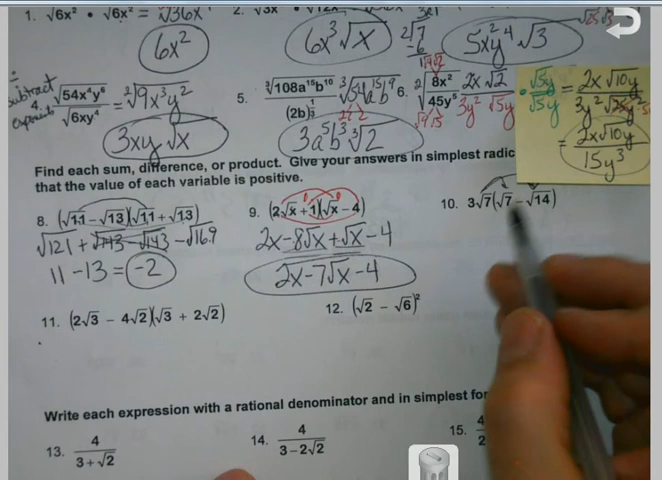 1. √6x² • √6x² = √36x⁴
2. √3x
6x²
6x³√x
5xy²⁴√3
subtract
exponents
4. √54x⁴y⁶ / √6xy⁴ = ²√9x³y²
3xy√x
5. ³√108a¹⁵b¹⁰ / (2b)^⅓ ³√54a¹⁵b⁹
3a⁵b³ ³√2
6. ²√8x² / √45y⁵ 2x√2 / 3y²√5y • √5y / √5y = 2x√10y / 3y²√25y²
= 2x√10y / 15y³
Find each sum, difference, or product. Give your answers in simplest radic
that the value of each variable is positive.
8. (√11 − √13)(√11 + √13)
√121 + √143 − √143 − √169
11 − 13 = −2
9. (2√x + 1)(√x − 4)
2x − 8√x + √x − 4
2x − 7√x − 4
10. 3√7(√7 − √14)
11. (2√3 − 4√2)(√3 + 2√2)
12. (√2 − √6)²
Write each expression with a rational denominator and in simplest for
13. 4 / 3 + √2
14. 4 / 3 − 2√2
15. 4 / 2